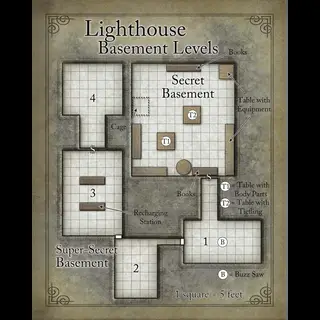 Lighthouse
Basement Levels
Books
4
Secret
Basement
Cage
T2
Table with
Equipment
T1
S
S
3
Books
T1 = Table with
Body Parts
T2 = Table with
Tiefling
Recharging
Station
1
B
Super-Secret
Basement
2
B = Buzz Saw
1 square = 5 feet